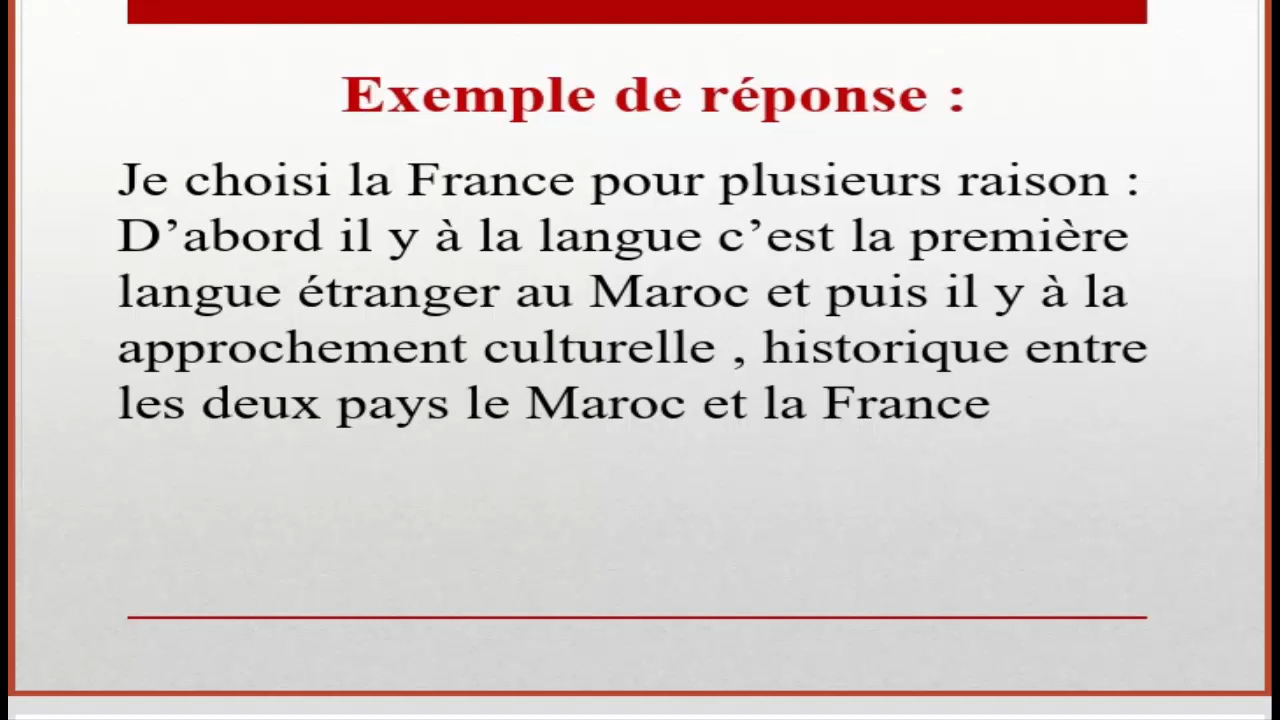 Exemple de réponse :
Je choisi la France pour plusieurs raison :
D’abord il y à la langue c’est la première
langue étranger au Maroc et puis il y à la
approchement culturelle , historique entre
les deux pays le Maroc et la France